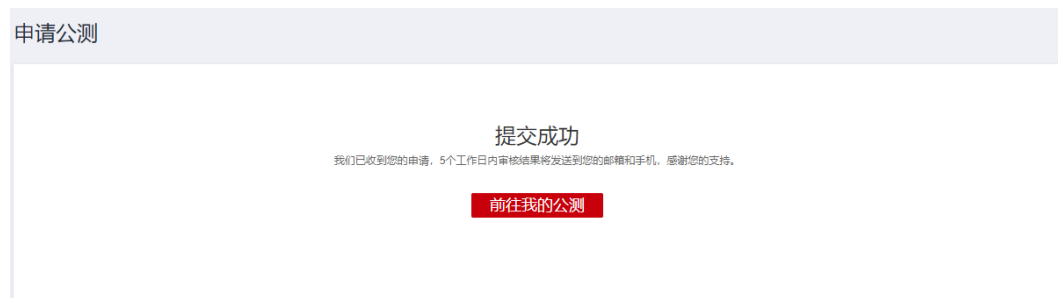 申请公测
提交成功
我们已收到您的申请，5个工作日内审核结果将发送到您的邮箱和手机，感谢您的支持。
前往我的公测